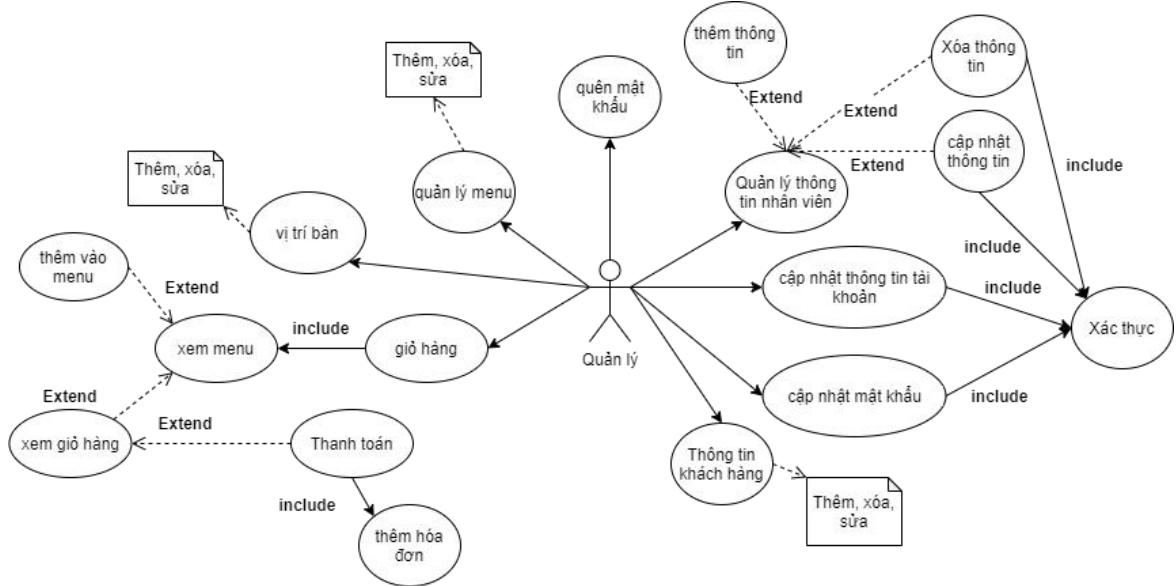 thêm thông
tin
Xóa thông
tin
Thêm, xóa,
sửa
quên mật
khẩu
Extend
Extend
cập nhật
thông tin
Extend
include
Thêm, xóa,
sửa
quản lý menu
Quản lý thông
tin nhân viên
vị trí bàn
thêm vào
menu
include
Extend
cập nhật thông tin tài
khoản
include
include
Xác thực
xem menu
giỏ hàng
Quản lý
Extend
cập nhật mật khẩu
include
Extend
xem giỏ hàng
Thanh toán
Thông tin
khách hàng
include
Thêm, xóa,
sửa
thêm hóa
đơn